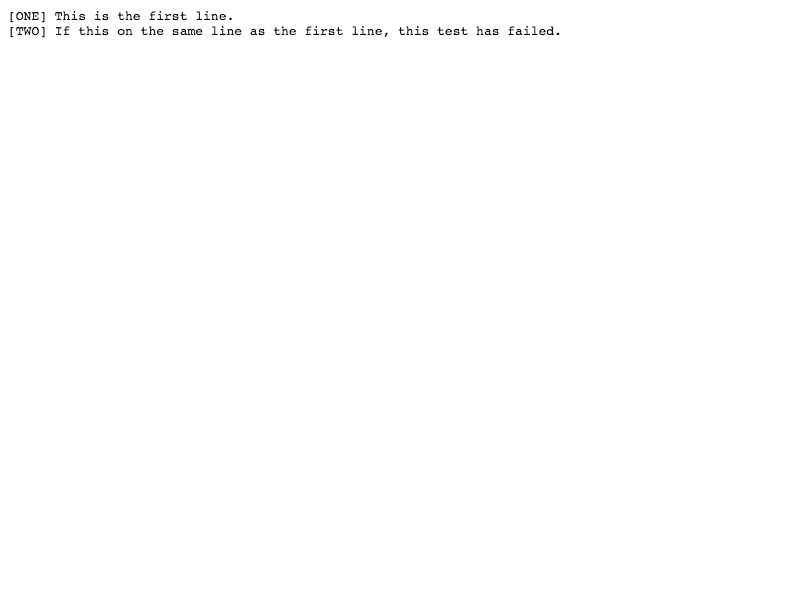 [ONE] This is the first line.
[TWO] If this on the same line as the first line, this test has failed.